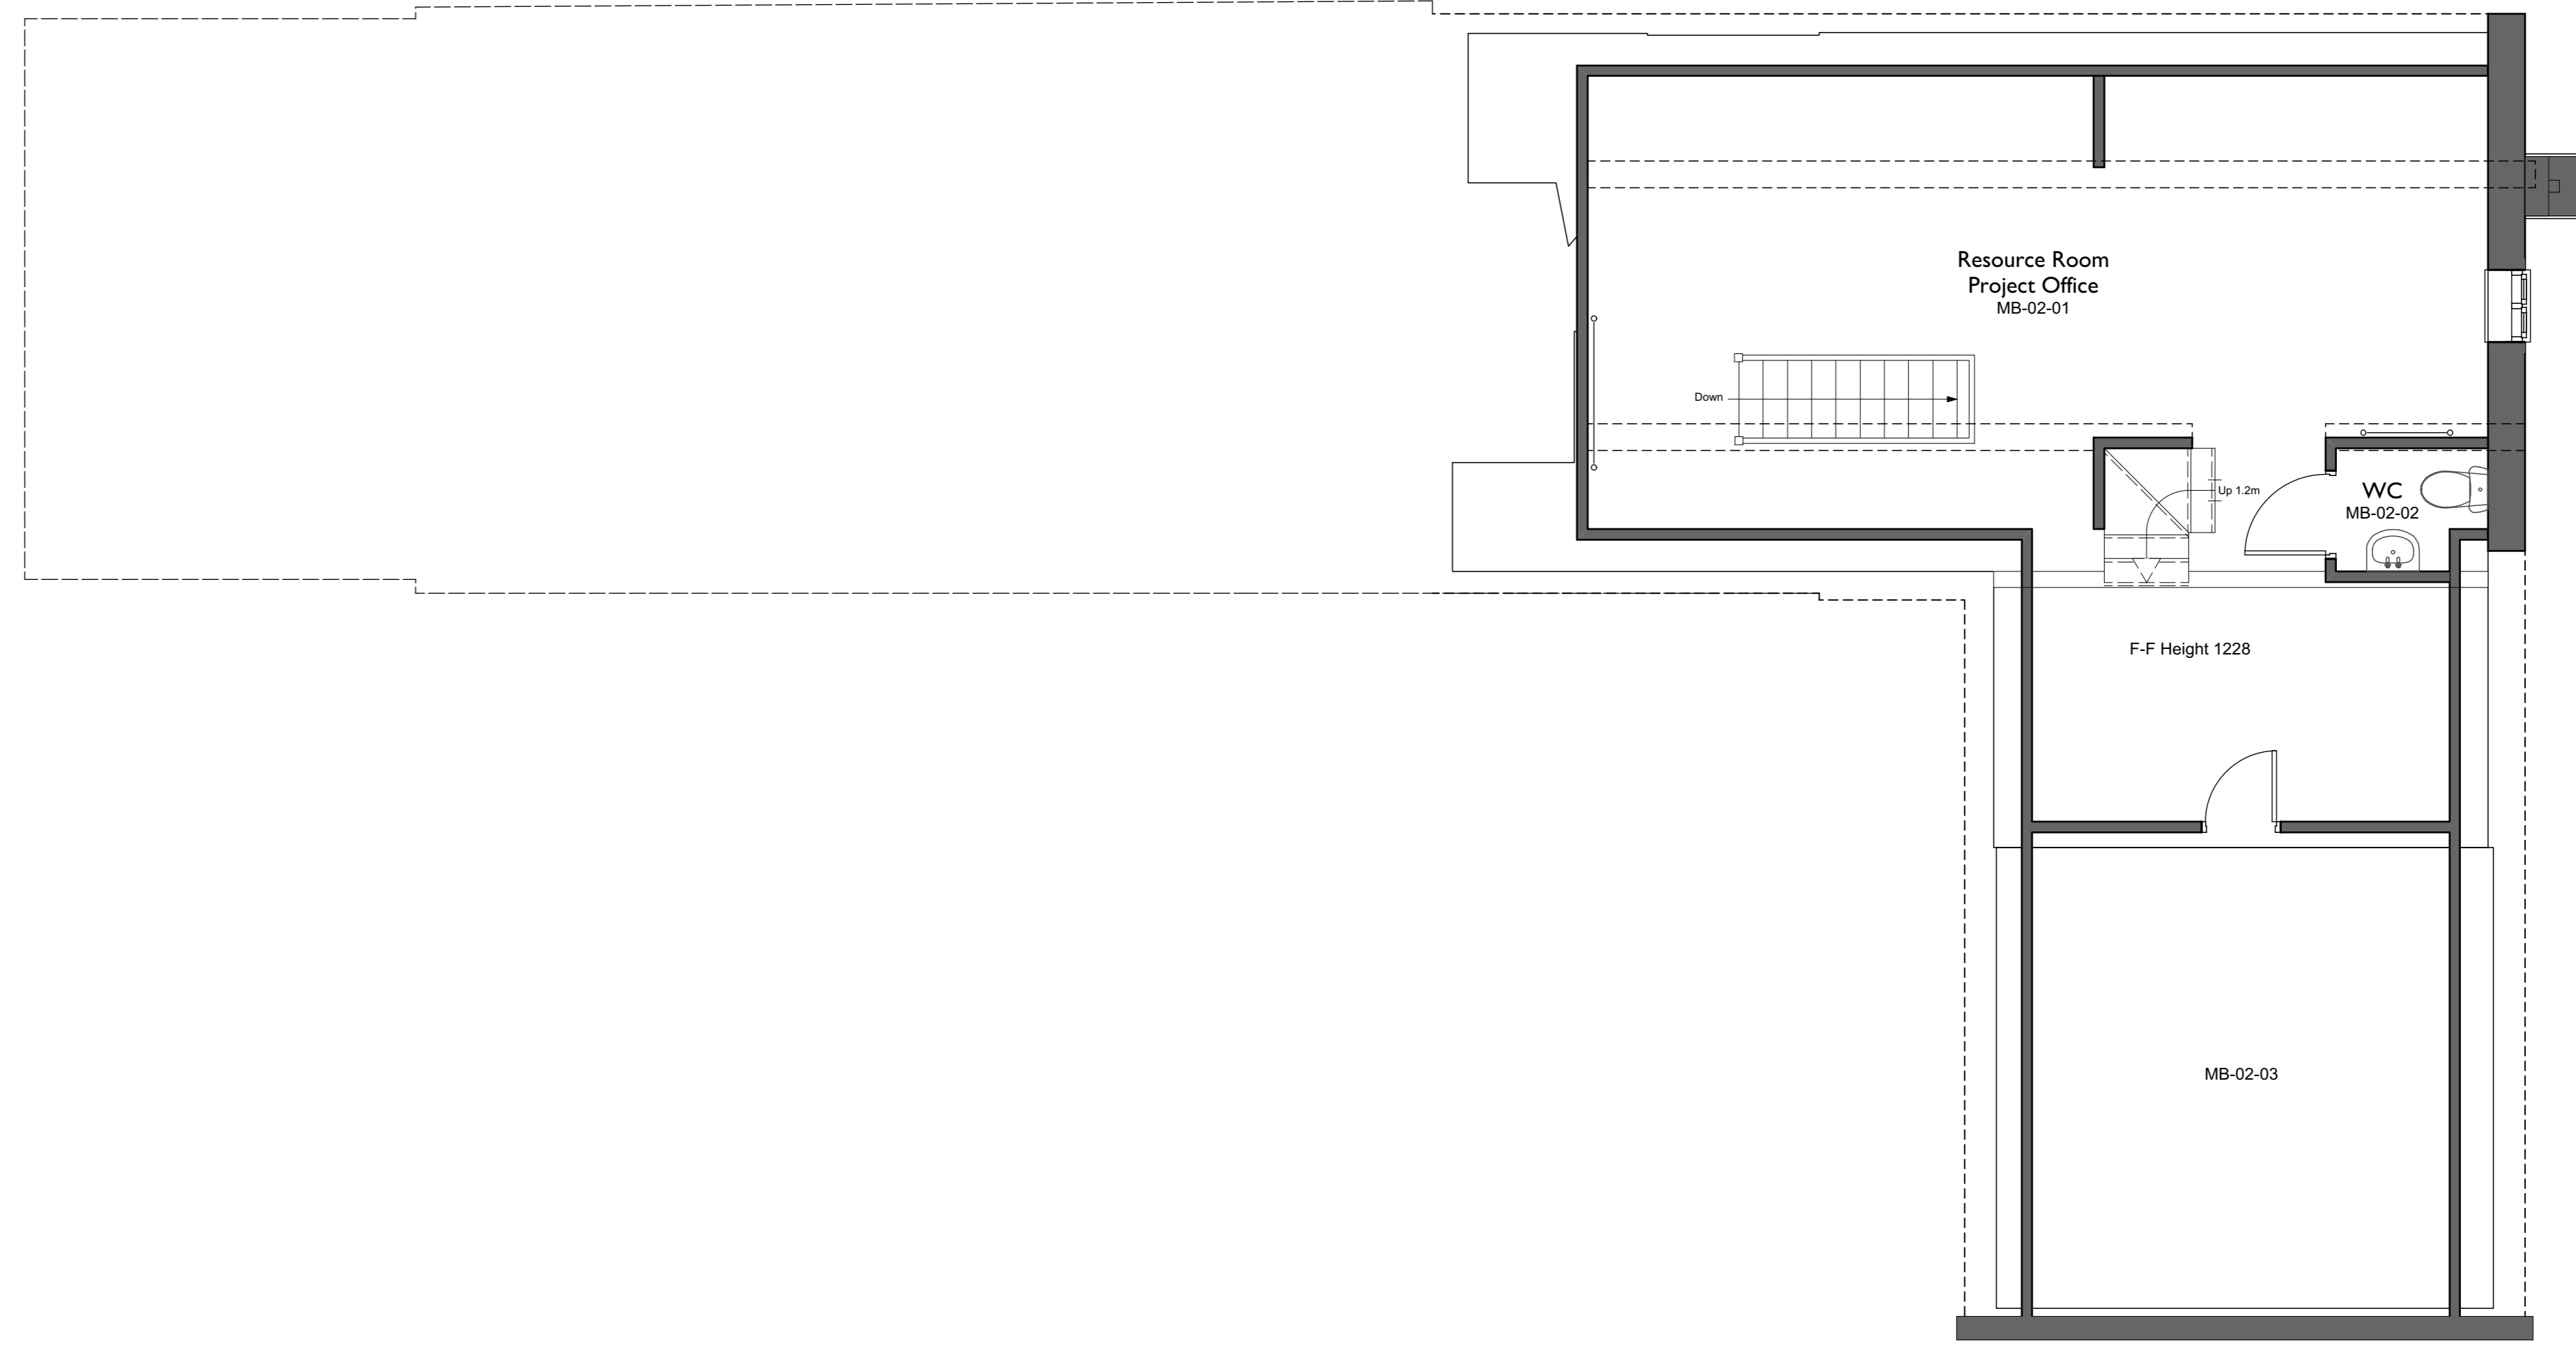 Resource Room
Project Office
MB-02-01
Down
Up 1.2m
WC
MB-02-02
F-F Height 1228
MB-02-03